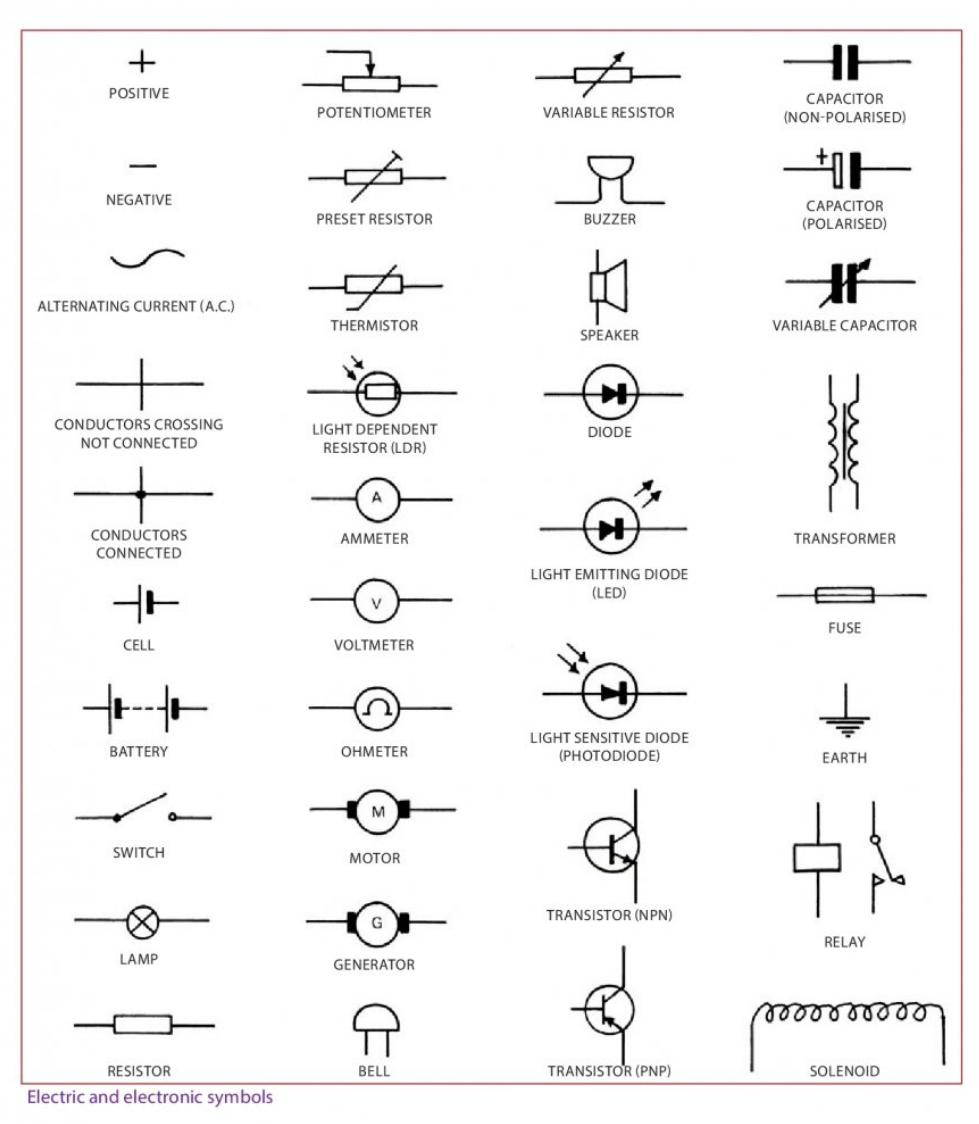 +
POSITIVE
POTENTIOMETER
VARIABLE RESISTOR
CAPACITOR
(NON-POLARISED)
−
NEGATIVE
PRESET RESISTOR
BUZZER
+
CAPACITOR
(POLARISED)
ALTERNATING CURRENT (A.C.)
THERMISTOR
SPEAKER
VARIABLE CAPACITOR
CONDUCTORS CROSSING
NOT CONNECTED
LIGHT DEPENDENT
RESISTOR (LDR)
DIODE
TRANSFORMER
CONDUCTORS
CONNECTED
A
AMMETER
LIGHT EMITTING DIODE
(LED)
FUSE
CELL
V
VOLTMETER
LIGHT SENSITIVE DIODE
(PHOTODIODE)
EARTH
BATTERY
Ω
OHMETER
SWITCH
M
MOTOR
TRANSISTOR (NPN)
RELAY
LAMP
G
GENERATOR
RESISTOR
BELL
TRANSISTOR (PNP)
SOLENOID
Electric and electronic symbols